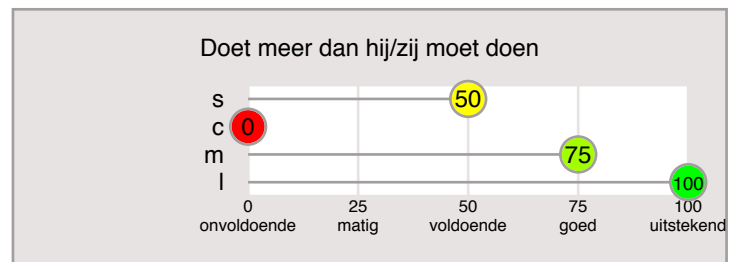 Doet meer dan hij/zij moet doen
s 50
c 0
m 75
l 100
0 25 50 75 100
onvoldoende matig voldoende goed uitstekend